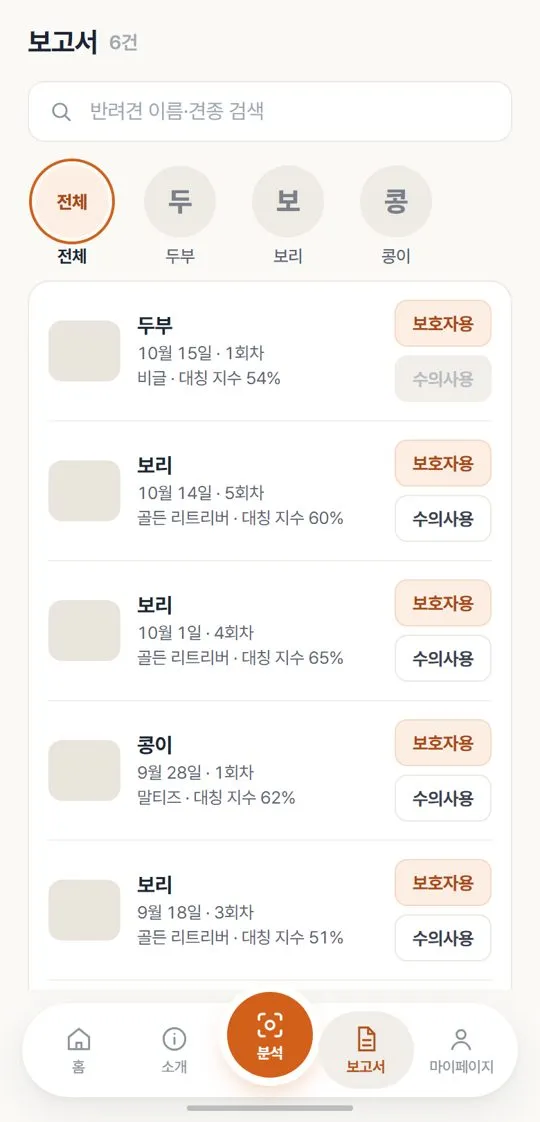 보고서 6건
반려견 이름·견종 검색
전체 두 보 콩
전체 두부 보리 콩이
두부
10월 15일 · 1회차
비글 · 대칭 지수 54%
보호자용
수의사용
보리
10월 14일 · 5회차
골든 리트리버 · 대칭 지수 60%
보호자용
수의사용
보리
10월 1일 · 4회차
골든 리트리버 · 대칭 지수 65%
보호자용
수의사용
콩이
9월 28일 · 1회차
말티즈 · 대칭 지수 62%
보호자용
수의사용
보리
9월 18일 · 3회차
골든 리트리버 · 대칭 지수 51%
보호자용
수의사용
홈 소개 분석 보고서 마이페이지